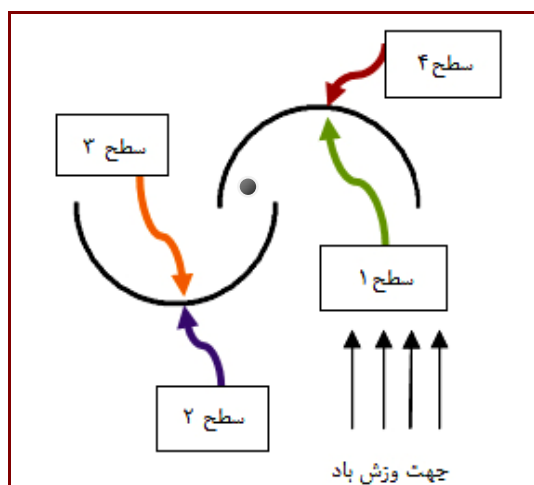 سطح ۴
سطح ۳
سطح ۱
سطح ۲
جهت وزش باد